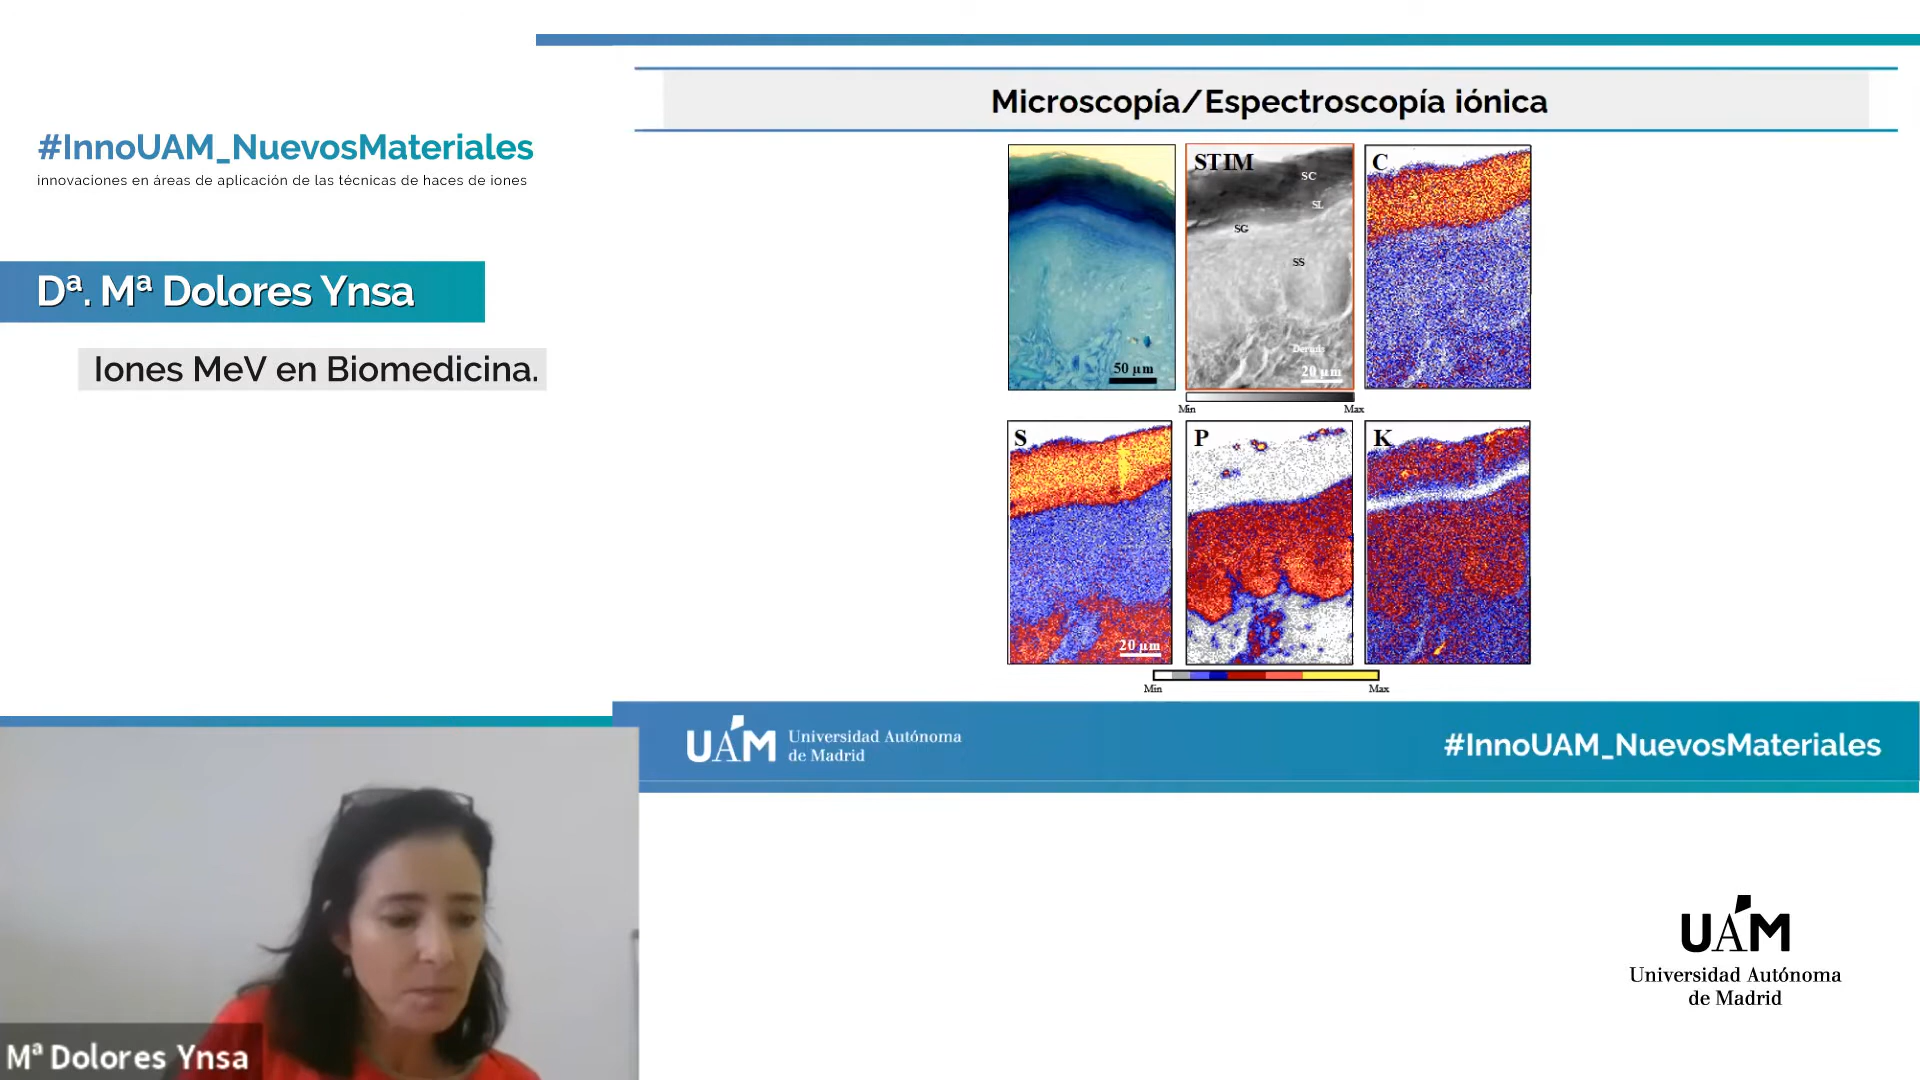 #InnoUAM_NuevosMateriales
innovaciones en áreas de aplicación de las técnicas de haces de iones
Dª. Mª Dolores Ynsa
Iones MeV en Biomedicina.
Microscopía/Espectroscopía iónica
50 µm
STIM
SC
SL
SG
SS
Dermis
20 µm
Min
Max
C
S
20 µm
P
K
Min
Max
UAM
Universidad Autónoma
de Madrid
#InnoUAM_NuevosMateriales
Mª Dolores Ynsa
UAM
Universidad Autónoma
de Madrid